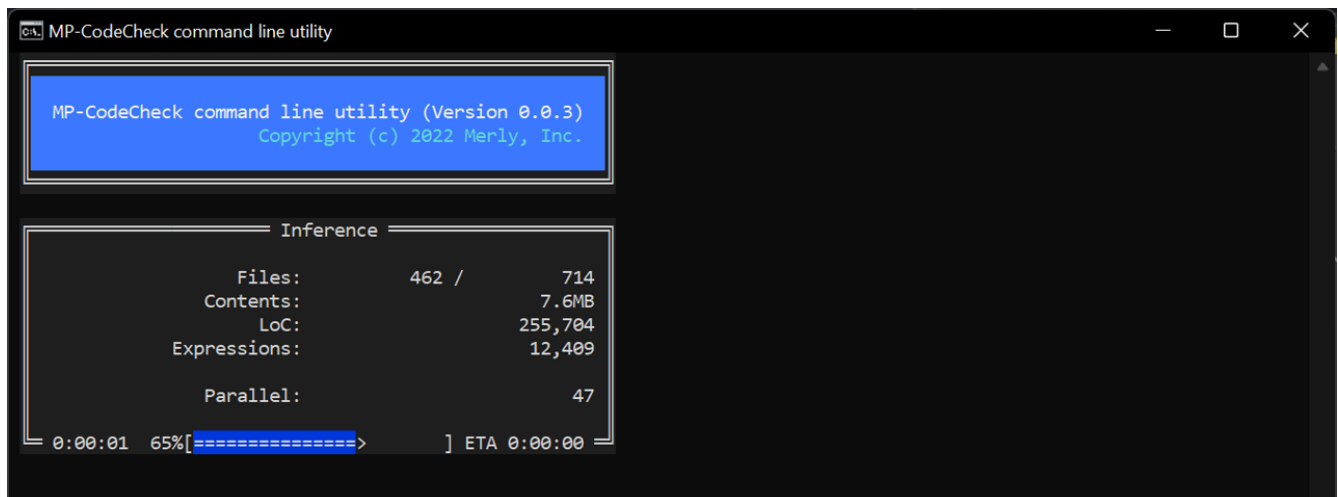 MP-CodeCheck command line utility
MP-CodeCheck command line utility (Version 0.0.3)
Copyright (c) 2022 Merly, Inc.
Inference
Files: 462 / 714
Contents: 7.6MB
LoC: 255,704
Expressions: 12,409
Parallel: 47
0:00:01 65%[===============> ] ETA 0:00:00